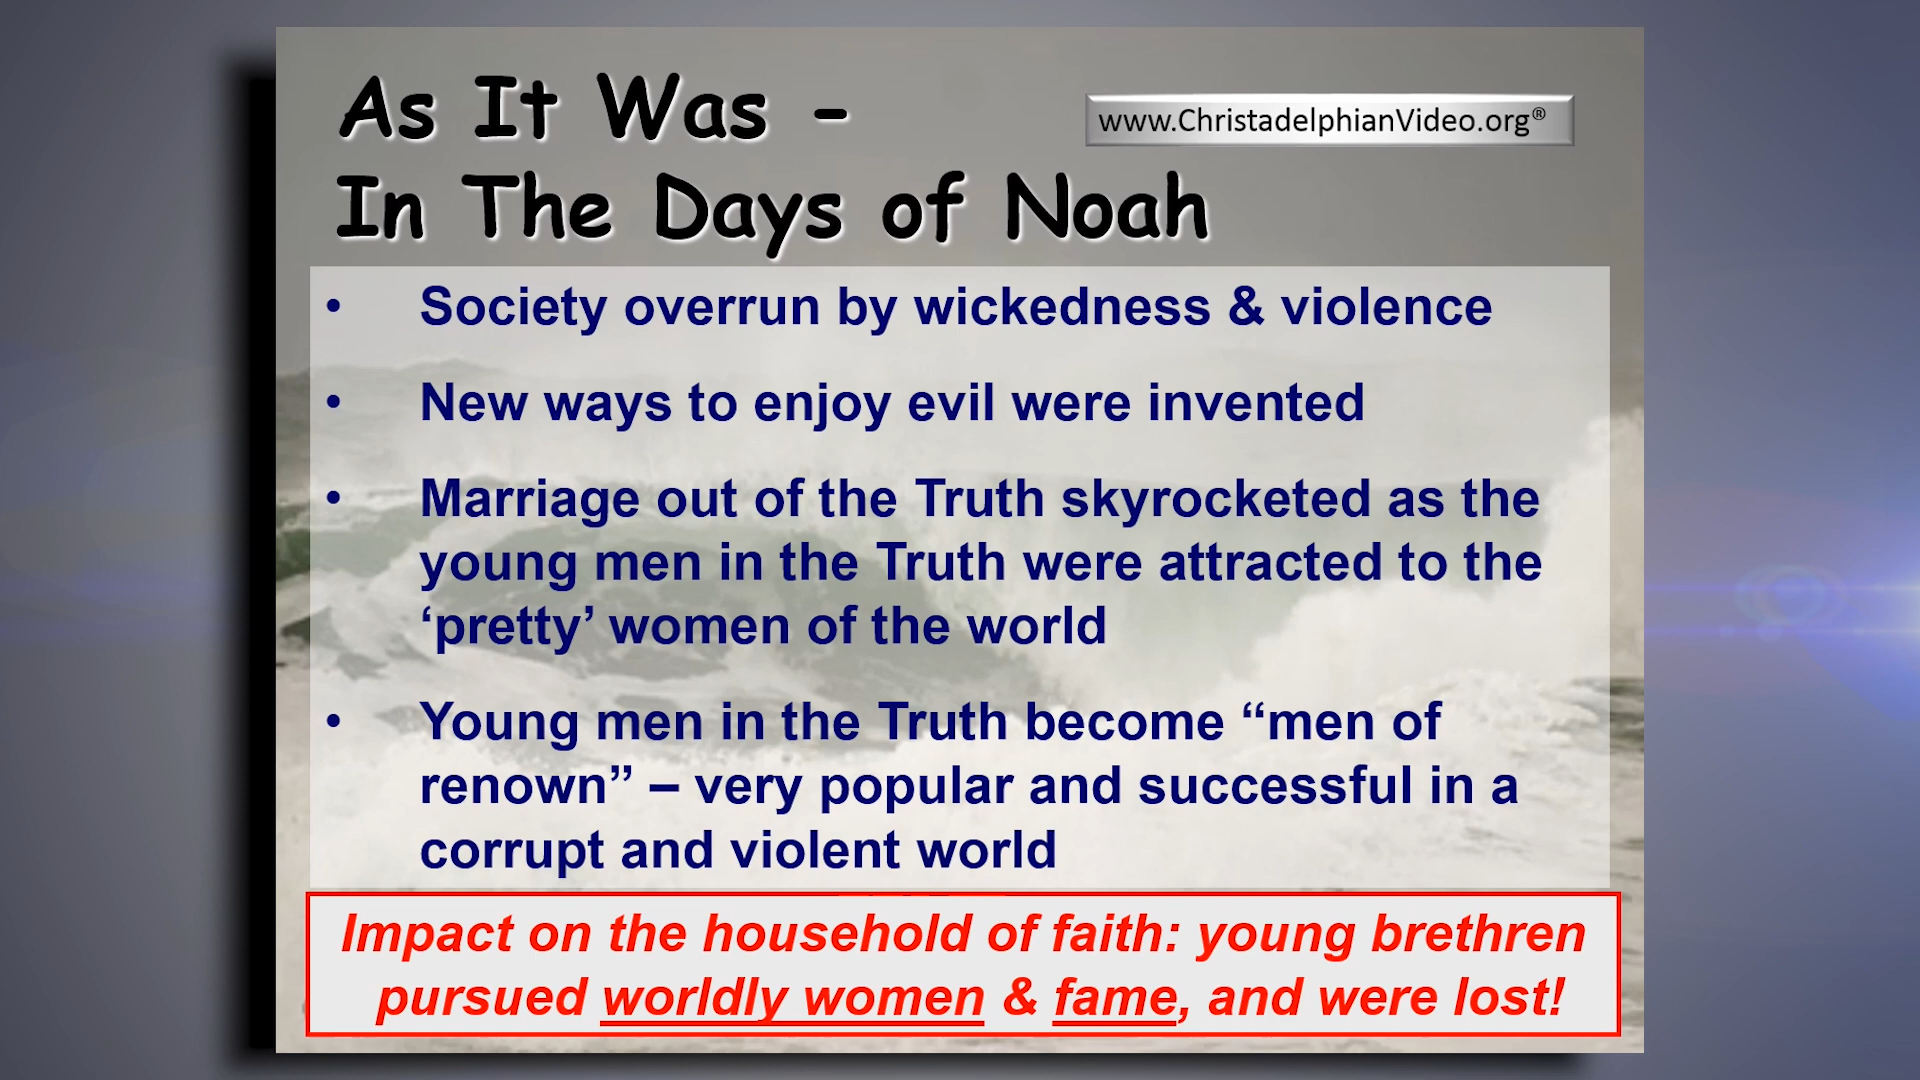 As It Was -
www.ChristadelphianVideo.org®
In The Days of Noah
• Society overrun by wickedness & violence
• New ways to enjoy evil were invented
• Marriage out of the Truth skyrocketed as the
young men in the Truth were attracted to the
‘pretty’ women of the world
• Young men in the Truth become “men of
renown” – very popular and successful in a
corrupt and violent world
Impact on the household of faith: young brethren
pursued worldly women & fame, and were lost!